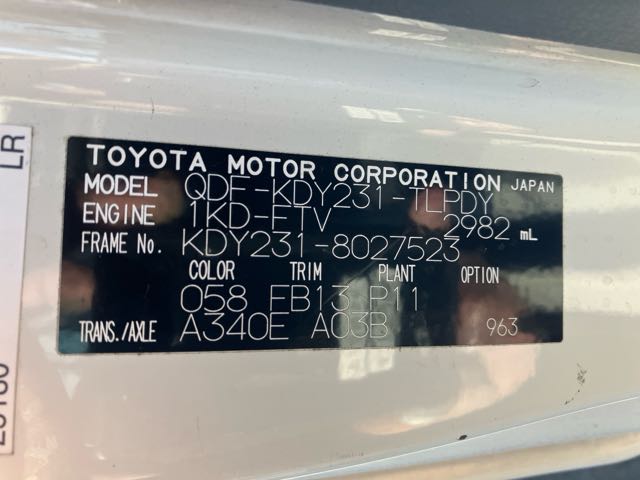 TOYOTA MOTOR CORPORATION JAPAN
MODEL QDF-KDY231-TLPDY
ENGINE 1KD-FTV 2982 mL
FRAME No. KDY231-8027523
COLOR TRIM PLANT OPTION
058 FB13 P11
TRANS./AXLE A340E A03B 963
LR